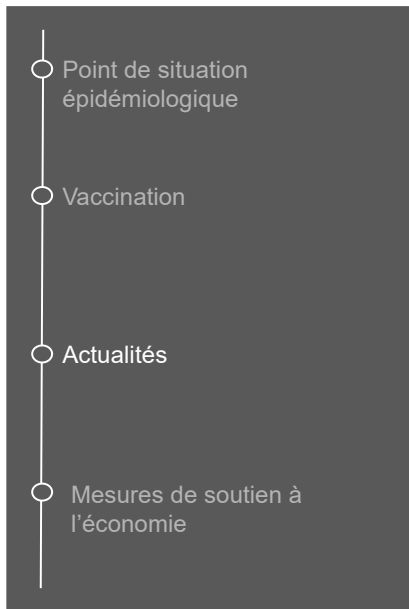 Point de situation
épidémiologique
Vaccination
Actualités
Mesures de soutien à
l’économie